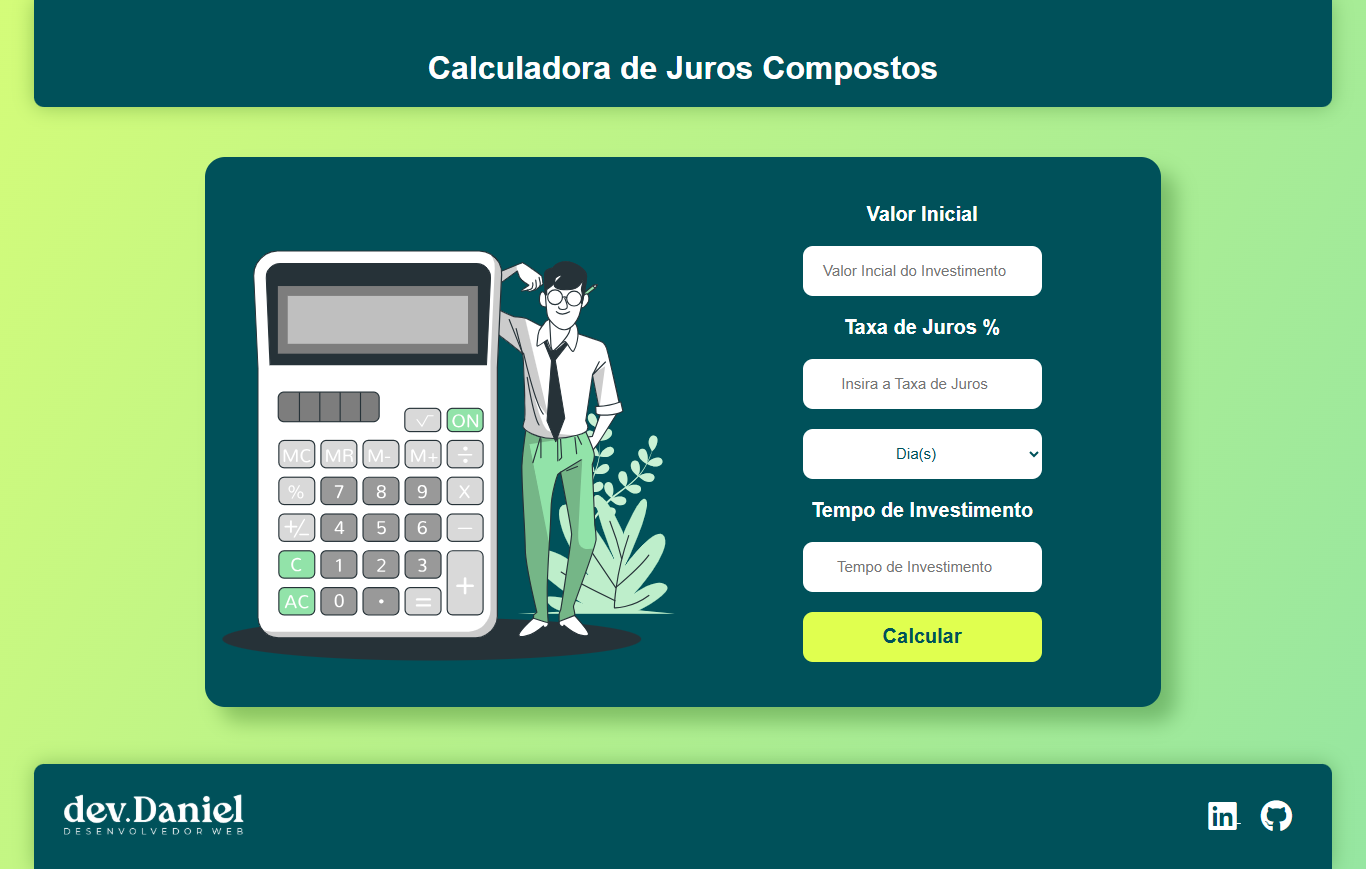 Calculadora de Juros Compostos
Valor Inicial
Valor Incial do Investimento
Taxa de Juros %
Insira a Taxa de Juros
Dia(s)
Tempo de Investimento
Tempo de Investimento
Calcular
√ ON
MC MR M- M+ ÷
% 7 8 9 X
+/_ 4 5 6 −
C 1 2 3 +
AC 0 · =
dev.Daniel
DESENVOLVEDOR WEB
in